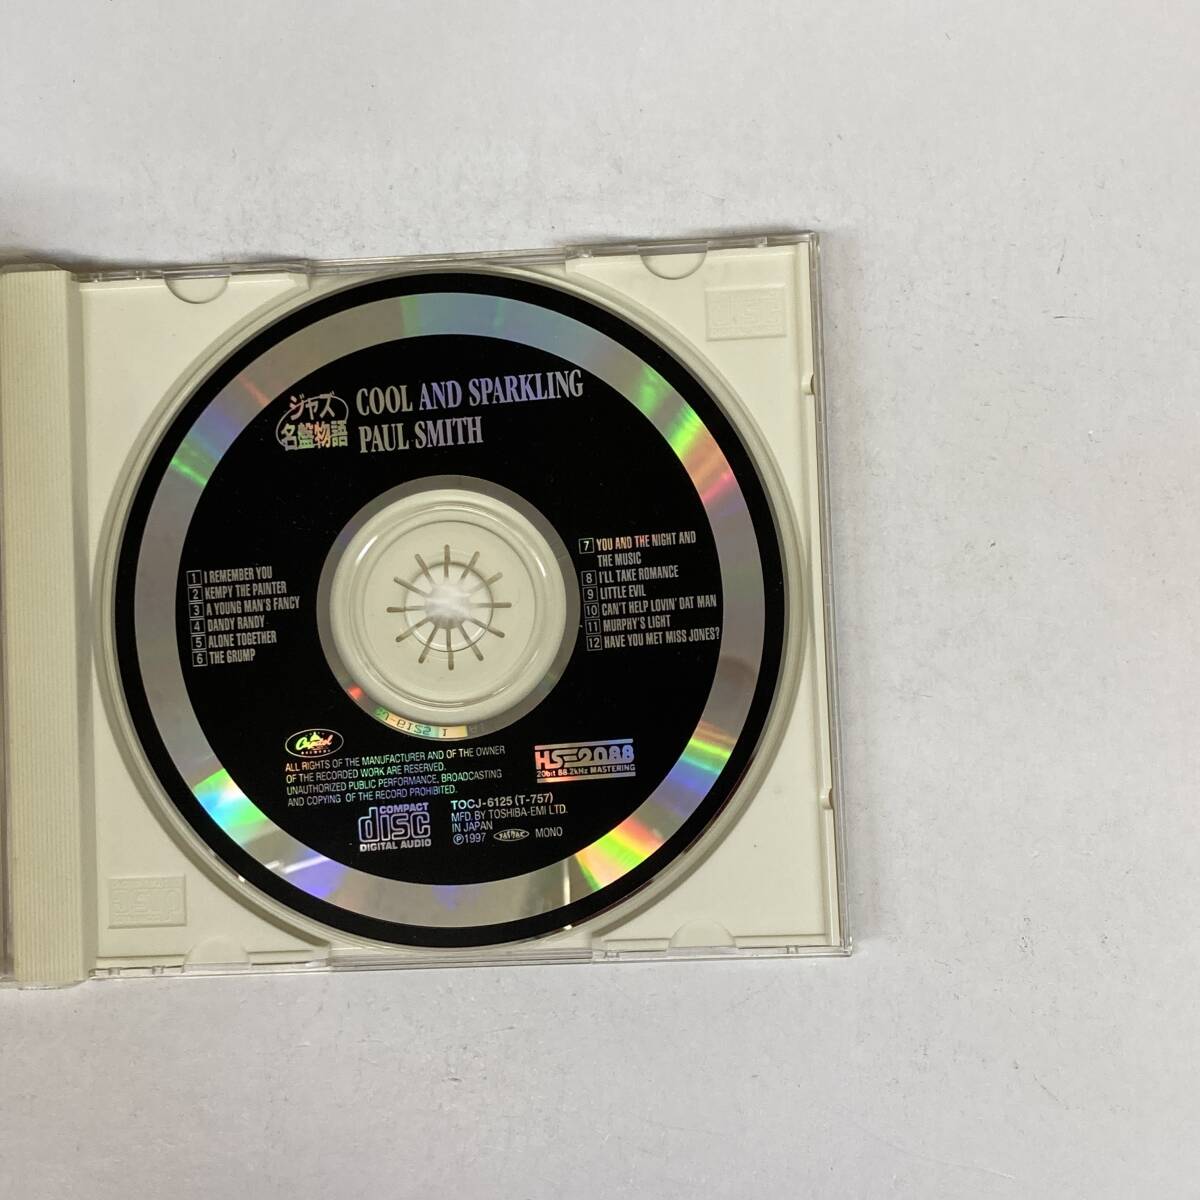 ジャズ
名盤物語
COOL AND SPARKLING
PAUL SMITH
1 I REMEMBER YOU
2 KEMPY THE PAINTER
3 A YOUNG MAN'S FANCY
4 DANDY RANDY
5 ALONE TOGETHER
6 THE GRUMP
7 YOU AND THE NIGHT AND
THE MUSIC
8 I'LL TAKE ROMANCE
9 LITTLE EVIL
10 CAN'T HELP LOVIN' DAT MAN
11 MURPHY'S LIGHT
12 HAVE YOU MET MISS JONES?
Capitol
RECORDS
ALL RIGHTS OF THE MANUFACTURER AND OF THE OWNER
OF THE RECORDED WORK ARE RESERVED.
UNAUTHORIZED PUBLIC PERFORMANCE, BROADCASTING
AND COPYING OF THE RECORD PROHIBITED.
COMPACT
disc
DIGITAL AUDIO
TOCJ-6125 (T-757)
MFD. BY TOSHIBA-EMI LTD.
IN JAPAN
Ⓟ1997 JASRAC MONO
HS2088
20bit 88.2kHz MASTERING